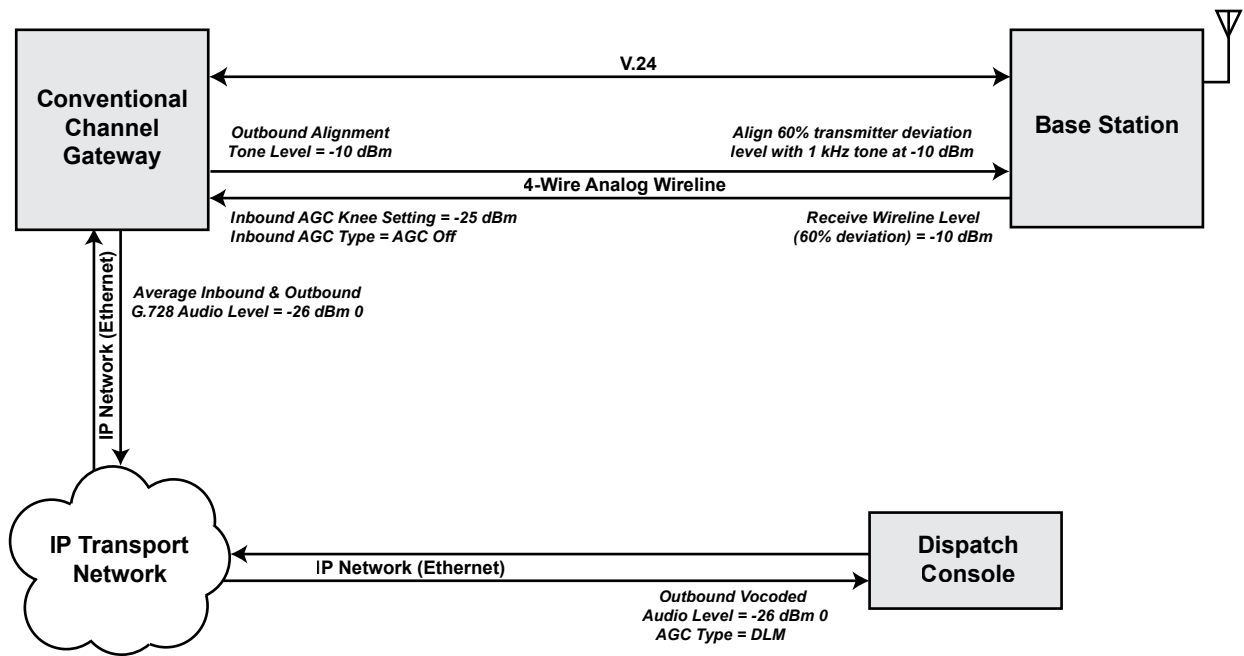 Conventional
Channel
Gateway
V.24
Base Station
Outbound Alignment
Tone Level = -10 dBm
Align 60% transmitter deviation
level with 1 kHz tone at -10 dBm
4-Wire Analog Wireline
Inbound AGC Knee Setting = -25 dBm
Inbound AGC Type = AGC Off
Receive Wireline Level
(60% deviation) = -10 dBm
IP Network (Ethernet)
Average Inbound & Outbound
G.728 Audio Level = -26 dBm 0
IP Transport
Network
IP Network (Ethernet)
Dispatch
Console
Outbound Vocoded
Audio Level = -26 dBm 0
AGC Type = DLM